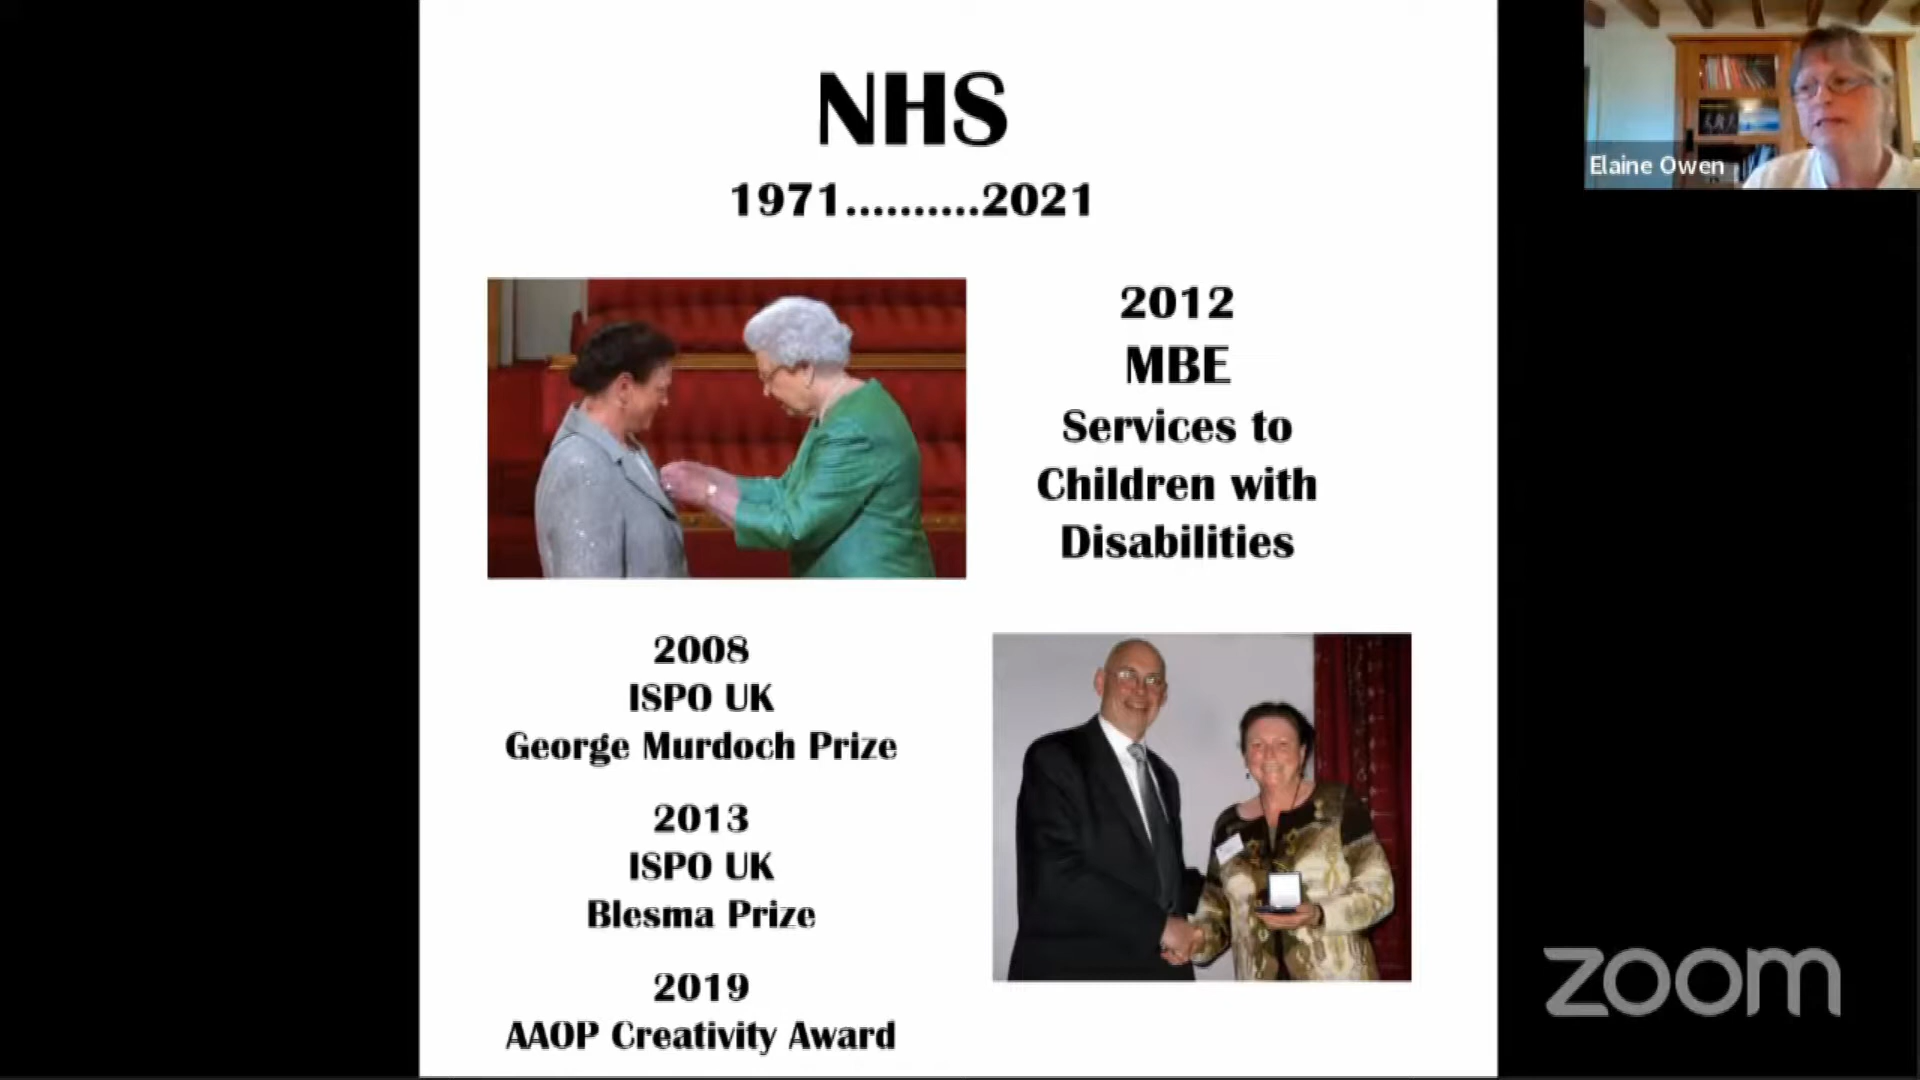 NHS
1971..........2021
2012
MBE
Services to
Children with
Disabilities
2008
ISPO UK
George Murdoch Prize
2013
ISPO UK
Blesma Prize
2019
AAOP Creativity Award
Elaine Owen
zoom